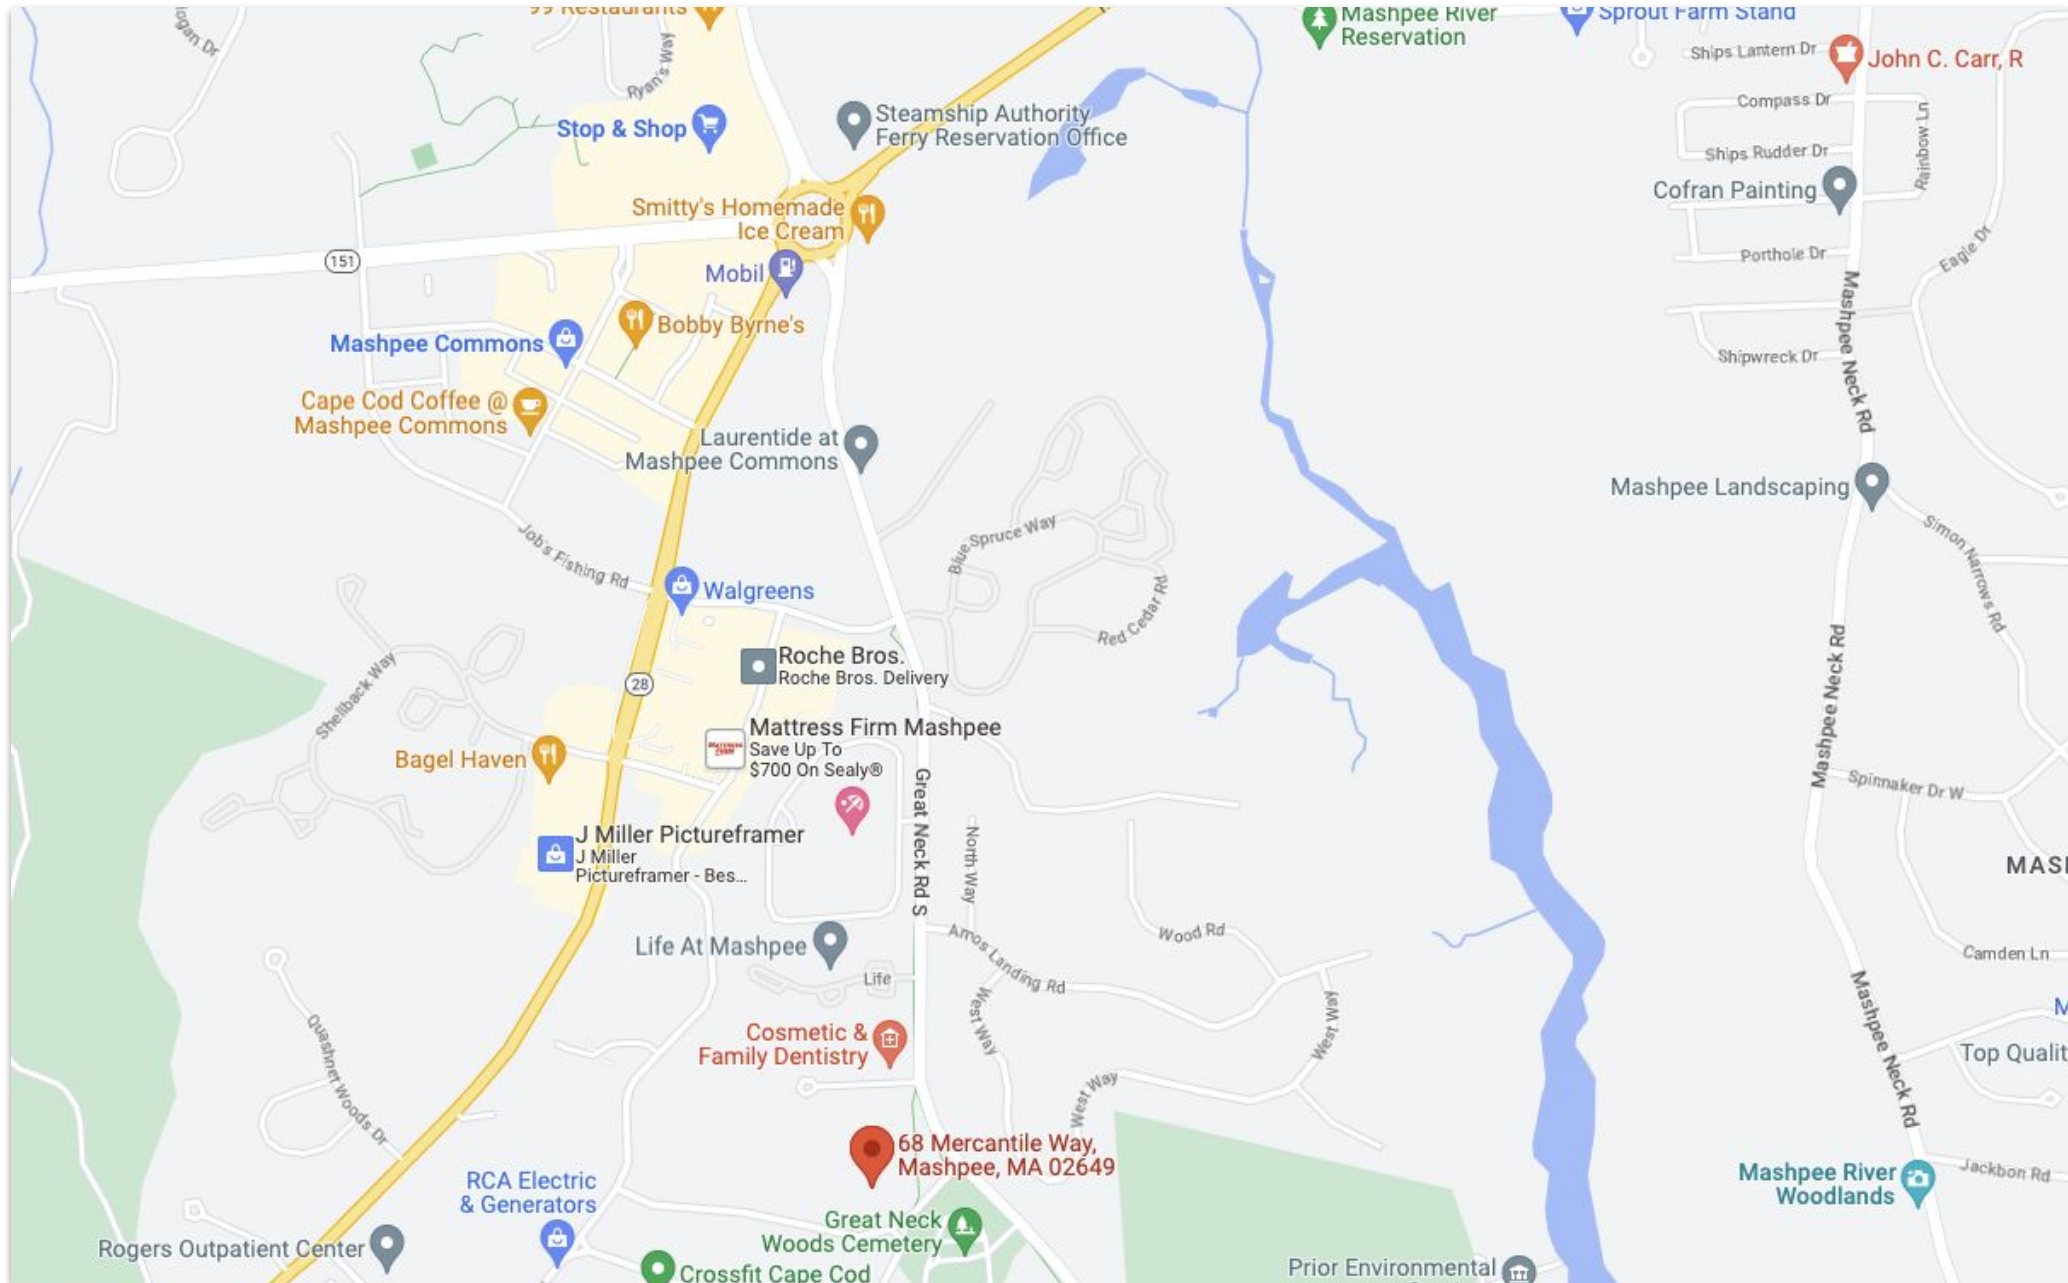 99 Restaurants
Mashpee River
Reservation
Sprout Farm Stand
Ships Lantern Dr
John C. Carr, R
Ryan's Way
Compass Dr
Rainbow Ln
Steamship Authority
Ferry Reservation Office
Stop & Shop
Ships Rudder Dr
Cofran Painting
Smitty's Homemade
Ice Cream
151
Mobil
Porthole Dr
Eagle Dr
Mashpee Neck Rd
Bobby Byrne's
Mashpee Commons
Shipwreck Dr
Cape Cod Coffee @
Mashpee Commons
Laurentide at
Mashpee Commons
Mashpee Landscaping
Blue Spruce Way
Simon Narrows Rd
Job's Fishing Rd
Walgreens
Red Cedar Rd
Shellback Way
Roche Bros.
Roche Bros. Delivery
28
Mashpee Neck Rd
Mattress Firm Mashpee
Save Up To
$700 On Sealy®
MATTRESS
FIRM
Bagel Haven
Great Neck Rd S
Spinnaker Dr W
J Miller Pictureframer
J Miller
Pictureframer - Bes...
North Way
MAS
Life At Mashpee
Amos Landing Rd
Wood Rd
Camden Ln
Life
West Way
West Way
Mashpee Neck Rd
M
Top Qualit
Quashnet Woods Dr
Cosmetic &
Family Dentistry
West Way
68 Mercantile Way,
Mashpee, MA 02649
Mashpee River
Woodlands
Jackbon Rd
RCA Electric
& Generators
Great Neck
Woods Cemetery
Rogers Outpatient Center
Crossfit Cape Cod
Prior Environmental